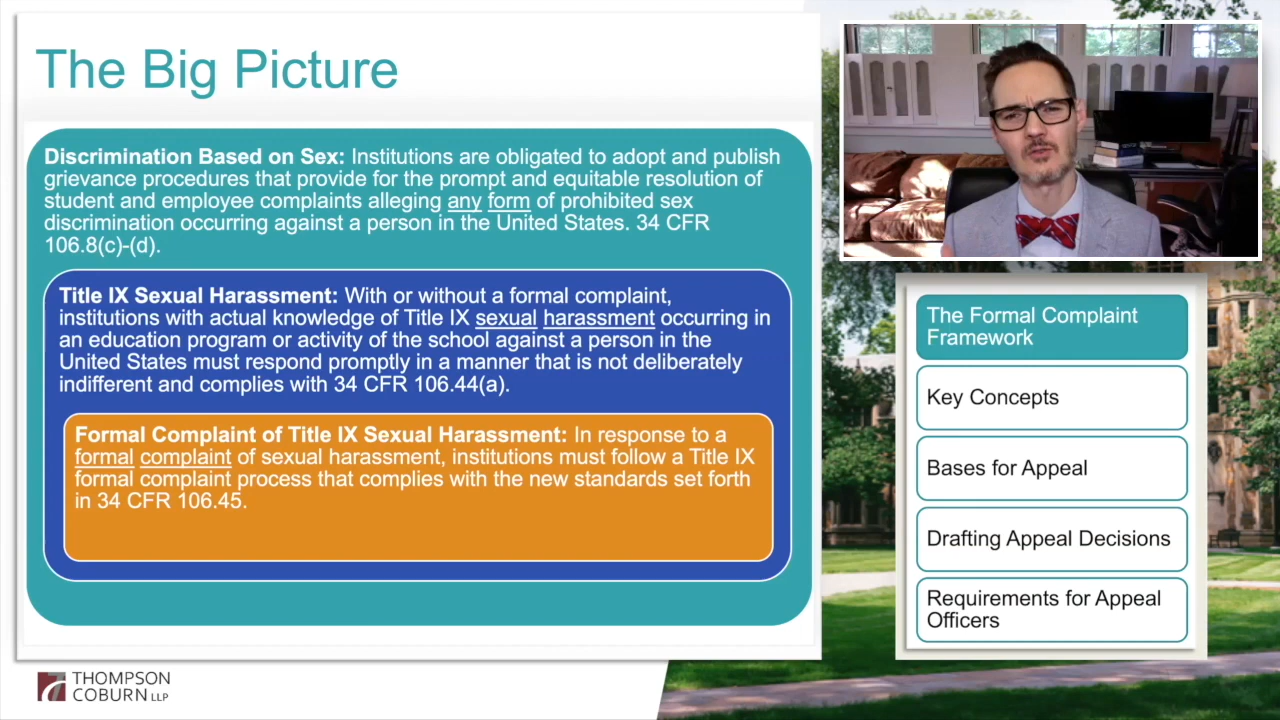 The Big Picture
Discrimination Based on Sex: Institutions are obligated to adopt and publish
grievance procedures that provide for the prompt and equitable resolution of
student and employee complaints alleging any form of prohibited sex
discrimination occurring against a person in the United States. 34 CFR
106.8(c)-(d).
Title IX Sexual Harassment: With or without a formal complaint,
institutions with actual knowledge of Title IX sexual harassment occurring in
an education program or activity of the school against a person in the
United States must respond promptly in a manner that is not deliberately
indifferent and complies with 34 CFR 106.44(a).
Formal Complaint of Title IX Sexual Harassment: In response to a
formal complaint of sexual harassment, institutions must follow a Title IX
formal complaint process that complies with the new standards set forth
in 34 CFR 106.45.
The Formal Complaint
Framework
Key Concepts
Bases for Appeal
Drafting Appeal Decisions
Requirements for Appeal
Officers
THOMPSON
COBURN LLP